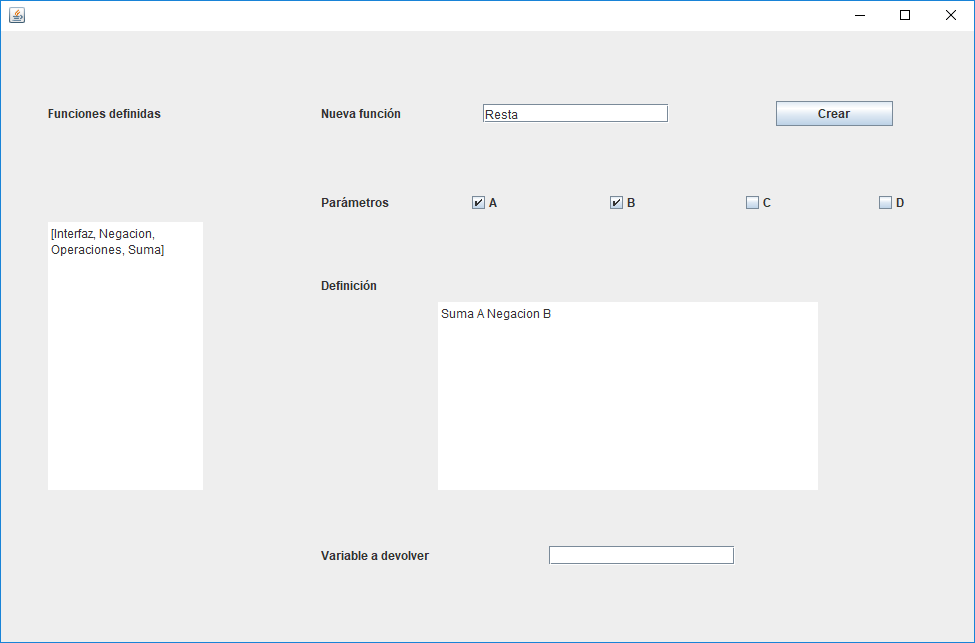 Funciones definidas
Nueva función
Resta
Crear
Parámetros
A
B
C
D
[Interfaz, Negacion,
Operaciones, Suma]
Definición
Suma A Negacion B
Variable a devolver